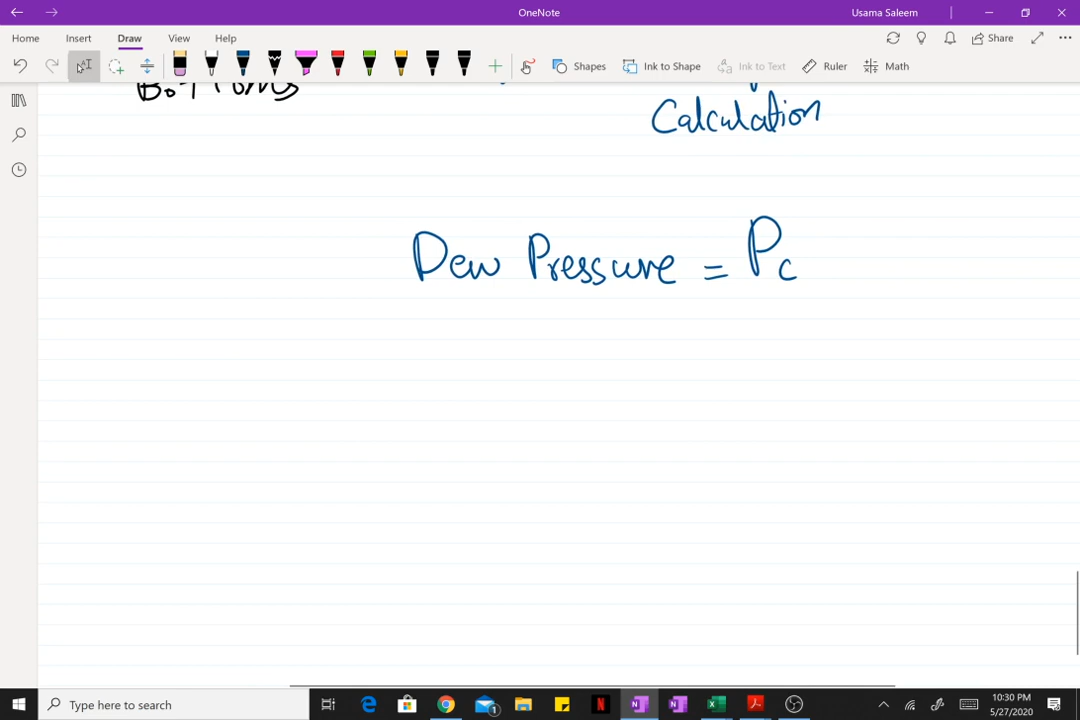 OneNote
Usama Saleem
Home Insert Draw View Help
Share
Shapes Ink to Shape Ink to Text Ruler Math
Calculation
Dew Pressure = Pc
Type here to search
1
10:30 PM
5/27/2020